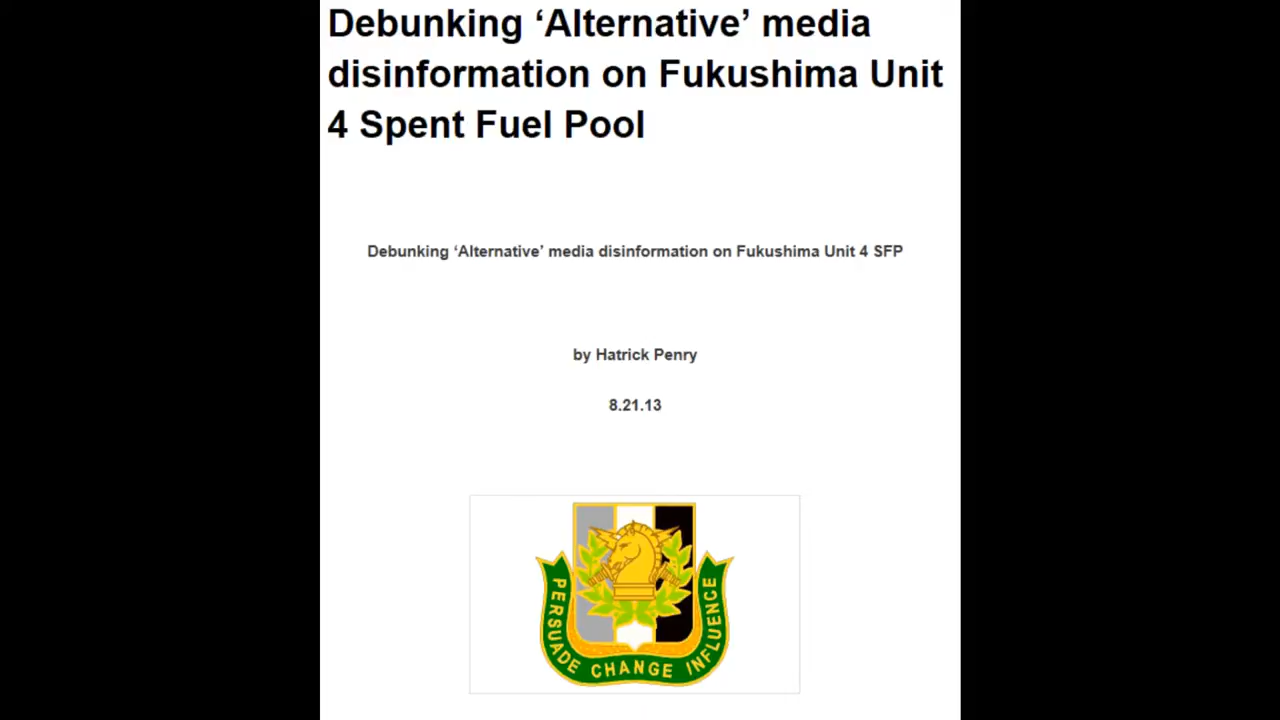 Debunking ‘Alternative’ media
disinformation on Fukushima Unit
4 Spent Fuel Pool
Debunking ‘Alternative’ media disinformation on Fukushima Unit 4 SFP
by Hatrick Penry
8.21.13
PERSUADE CHANGE INFLUENCE